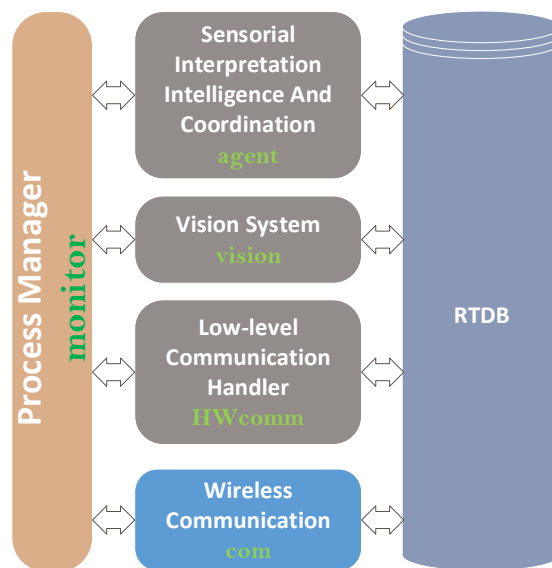 Process Manager
monitor
Sensorial
Interpretation
Intelligence And
Coordination
agent
Vision System
vision
Low-level
Communication
Handler
HWcomm
Wireless
Communication
com
RTDB